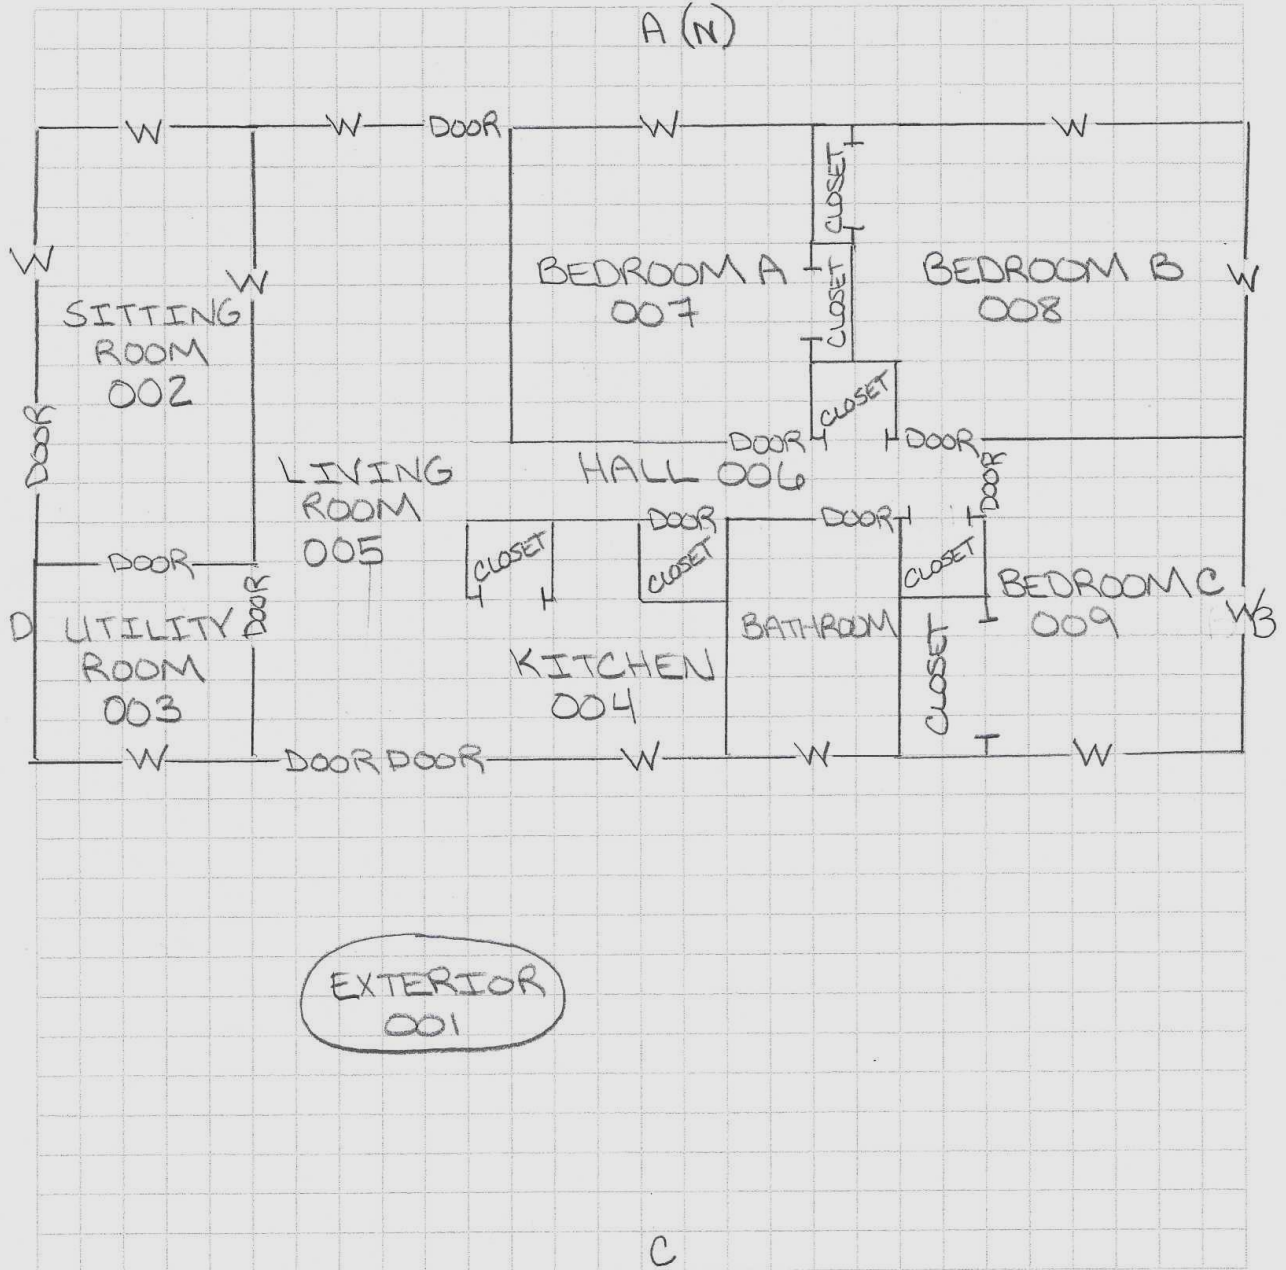 A (N)
W
W
DOOR
W
W
CLOSET
W
W
BEDROOM A
007
CLOSET
BEDROOM B
008
W
SITTING
ROOM
002
CLOSET
DOOR
DOOR
DOOR
DOOR
LIVING
ROOM
005
HALL 006
DOOR
DOOR
CLOSET
CLOSET
CLOSET
DOOR
DOOR
D
UTILITY
ROOM
003
BATHROOM
BEDROOM C
009
W
B
CLOSET
KITCHEN
004
W
DOOR DOOR
W
W
W
EXTERIOR
001
C